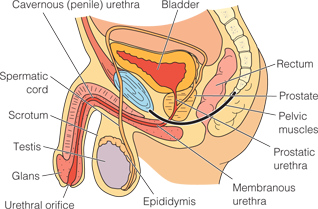 Cavernous (penile) urethra
Bladder
Rectum
Spermatic
cord
Prostate
Scrotum
Pelvic
muscles
Testis
Prostatic
urethra
Glans
Membranous
urethra
Epididymis
Urethral orifice